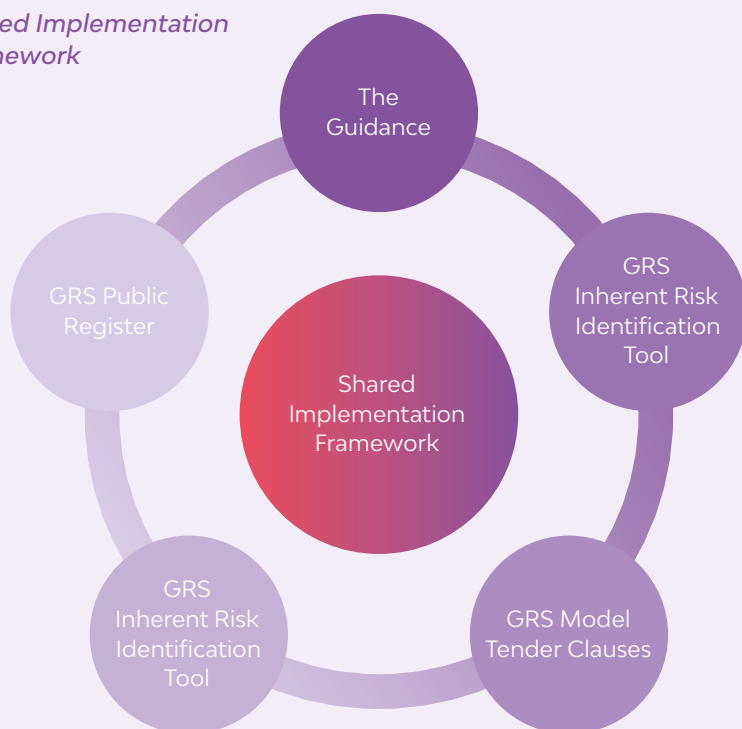 ed Implementation
nework
The
Guidance
GRS
Inherent Risk
Identification
Tool
GRS Model
Tender Clauses
GRS
Inherent Risk
Identification
Tool
GRS Public
Register
Shared
Implementation
Framework